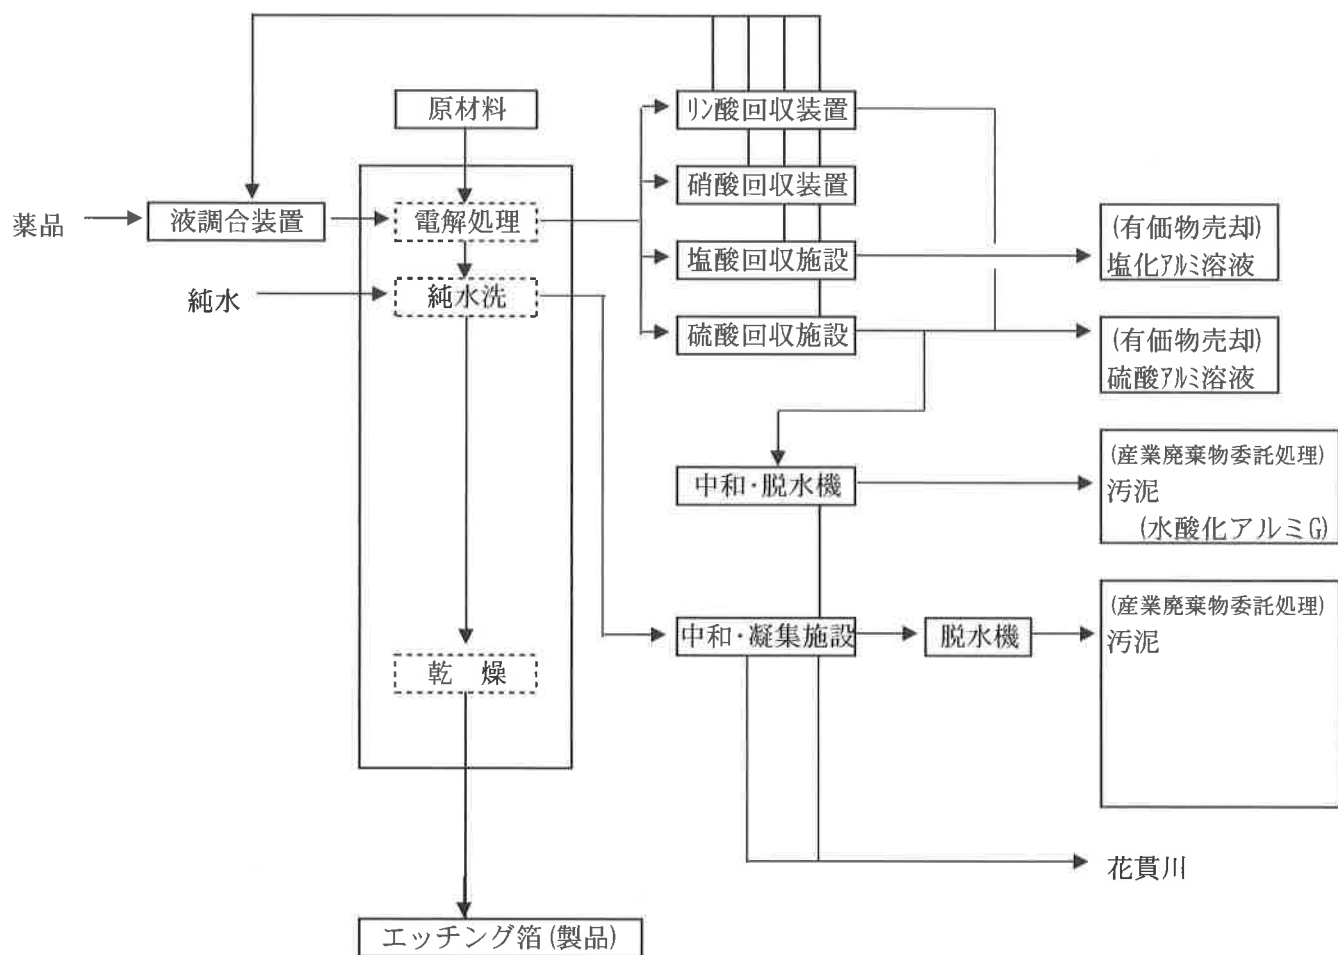 原材料
リン酸回収装置
硝酸回収装置
薬品
液調合装置
電解処理
塩酸回収施設
(有価物売却)
塩化アルミ溶液
純水
純水洗
硫酸回収施設
(有価物売却)
硫酸アルミ溶液
中和・脱水機
(産業廃棄物委託処理)
汚泥
(水酸化アルミG)
中和・凝集施設
脱水機
(産業廃棄物委託処理)
汚泥
乾 燥
花貫川
エッチング箔(製品)